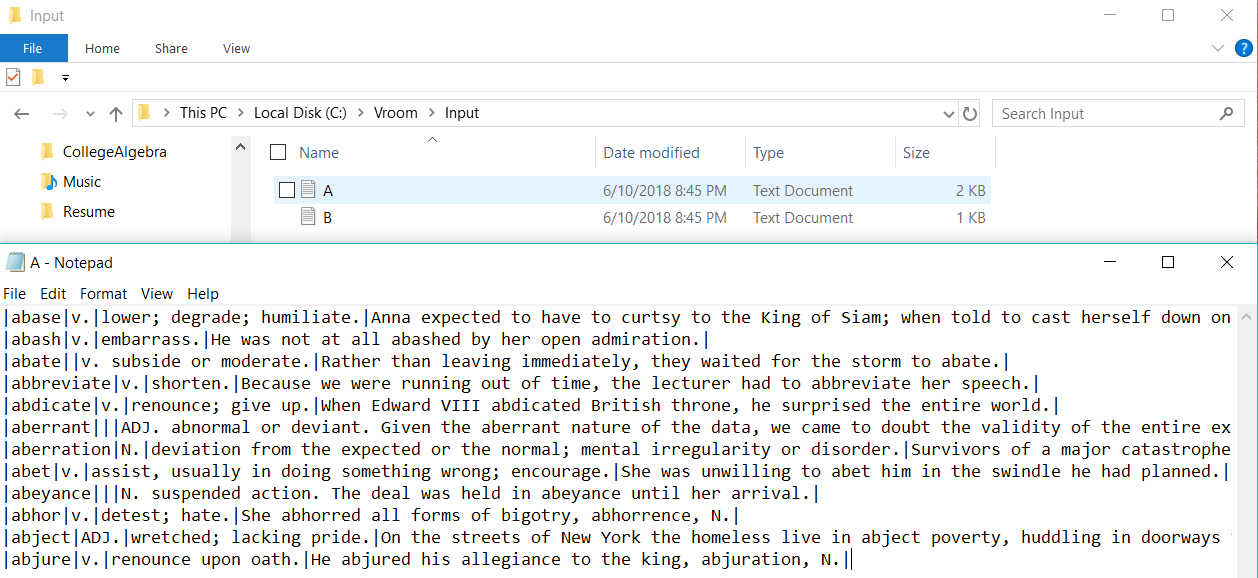 Input
File Home Share View
This PC > Local Disk (C:) > Vroom > Input
Search Input
CollegeAlgebra
Music
Resume
Name Date modified Type Size
A 6/10/2018 8:45 PM Text Document 2 KB
B 6/10/2018 8:45 PM Text Document 1 KB
A - Notepad
File Edit Format View Help
|abase|v.|lower; degrade; humiliate.|Anna expected to have to curtsy to the King of Siam; when told to cast herself down on
|abash|v.|embarrass.|He was not at all abashed by her open admiration.|
|abate||v. subside or moderate.|Rather than leaving immediately, they waited for the storm to abate.|
|abbreviate|v.|shorten.|Because we were running out of time, the lecturer had to abbreviate her speech.|
|abdicate|v.|renounce; give up.|When Edward VIII abdicated British throne, he surprised the entire world.|
|aberrant|||ADJ. abnormal or deviant. Given the aberrant nature of the data, we came to doubt the validity of the entire ex
|aberration|N.|deviation from the expected or the normal; mental irregularity or disorder.|Survivors of a major catastrophe
|abet|v.|assist, usually in doing something wrong; encourage.|She was unwilling to abet him in the swindle he had planned.|
|abeyance|||N. suspended action. The deal was held in abeyance until her arrival.|
|abhor|v.|detest; hate.|She abhorred all forms of bigotry, abhorrence, N.|
|abject|ADJ.|wretched; lacking pride.|On the streets of New York the homeless live in abject poverty, huddling in doorways
|abjure|v.|renounce upon oath.|He abjured his allegiance to the king, abjuration, N.|